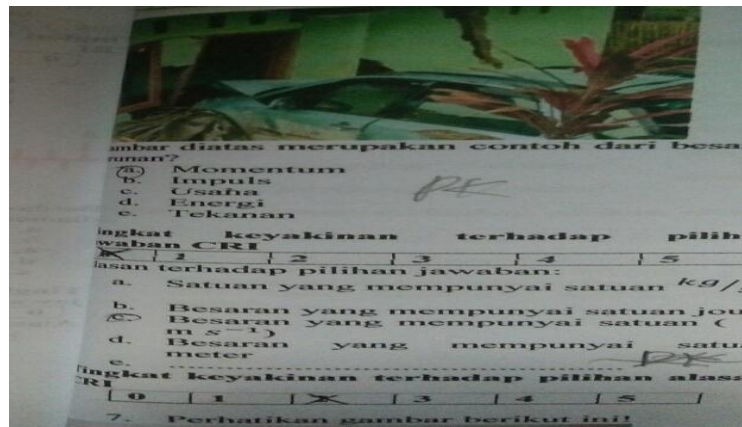 ambar diatas merupakan contoh dari besa
runan?
a. Momentum
b. Impuls
c. Usaha
d. Energi
e. Tekanan
ingkat keyakinan terhadap pilih
waban CRI
1 2 3 4 5
lasan terhadap pilihan jawaban:
a. Satuan yang mempunyai satuan kg/
b. Besaran yang mempunyai satuan jou
c. Besaran yang mempunyai satuan (
m s⁻¹)
d. Besaran yang mempunyai satu
meter
e.
Tingkat keyakinan terhadap pilihan alasa
CRI
0 1 3 4 5
7. Perhatikan gambar berikut ini!